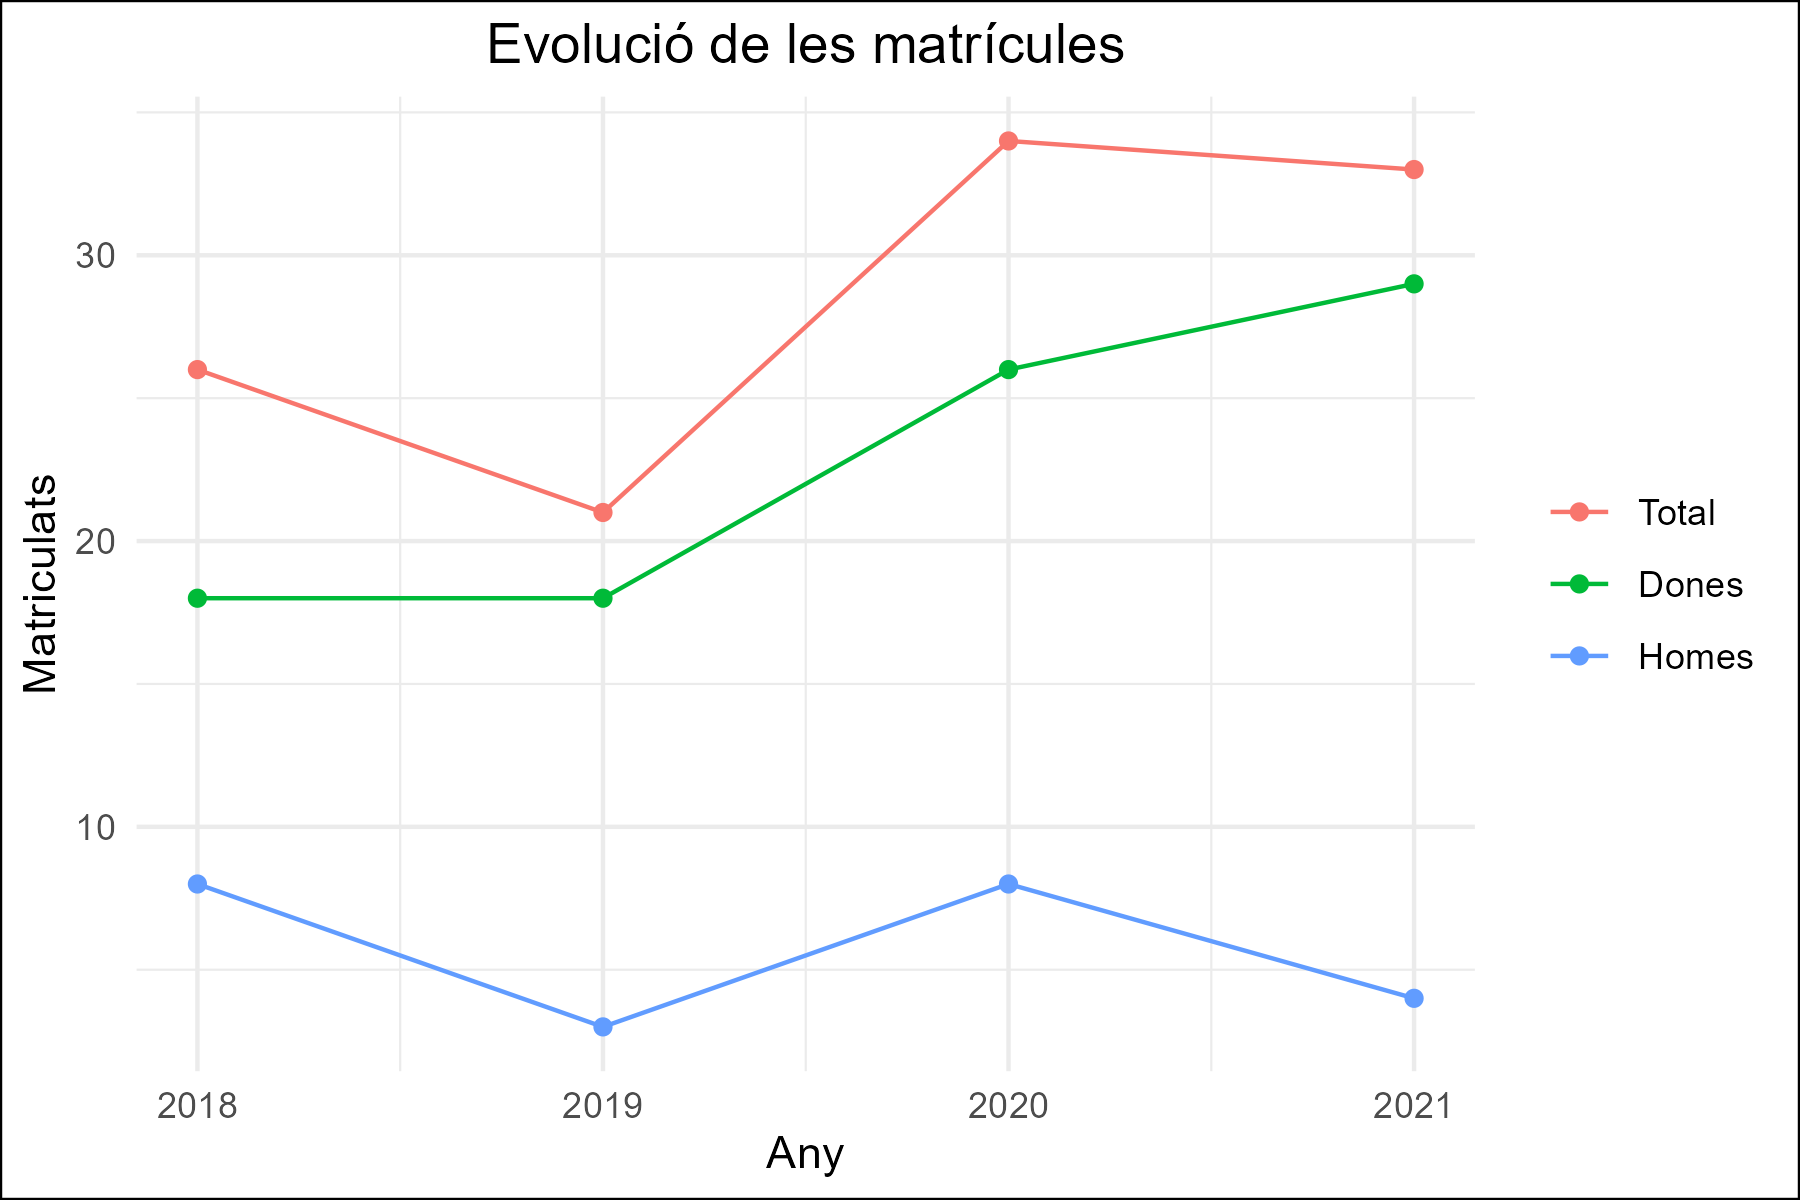 Evolució de les matrícules
Matriculats
30
20
10
2018
2019
2020
2021
Any
Total
Dones
Homes